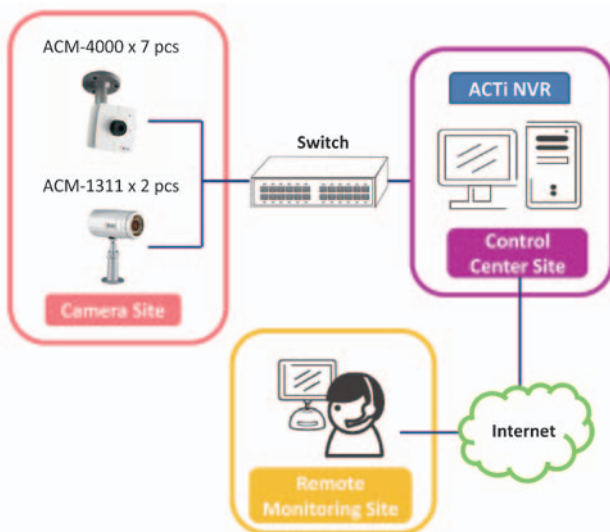 ACM-4000 x 7 pcs
ACM-1311 x 2 pcs
Camera Site
Switch
ACTi NVR
Control
Center Site
Internet
Remote
Monitoring Site